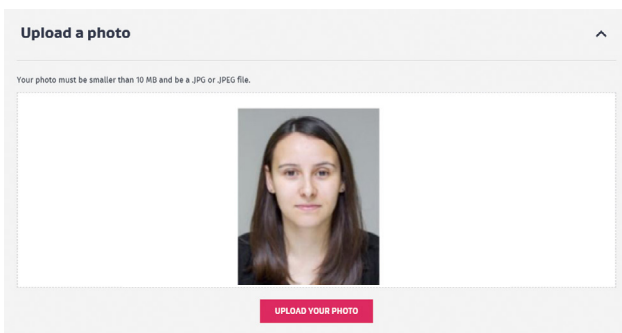 Upload a photo
Your photo must be smaller than 10 MB and be a .JPG or .JPEG file.
UPLOAD YOUR PHOTO